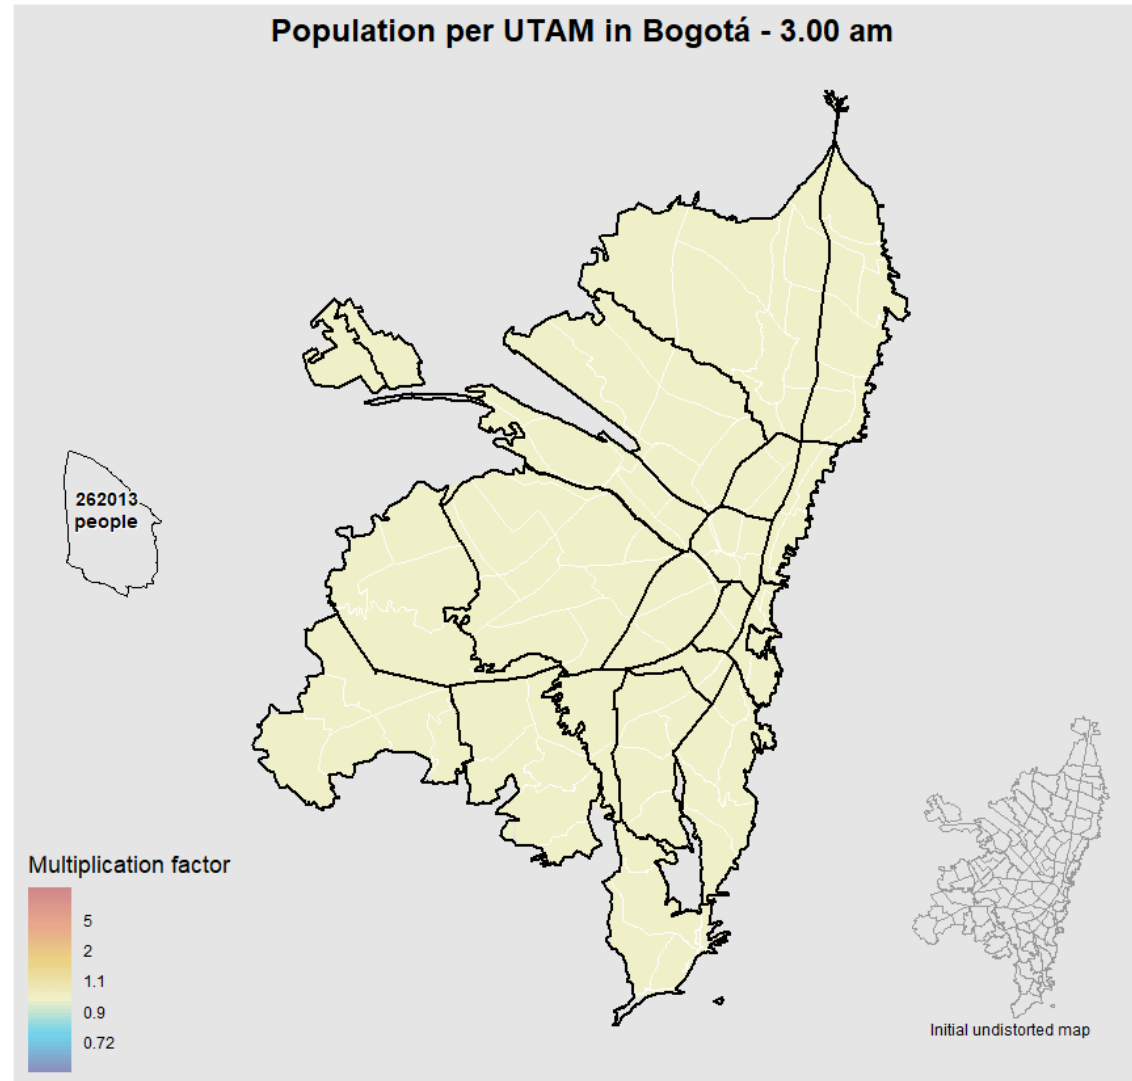 Population per UTAM in Bogotá - 3.00 am
262013
people
Multiplication factor
5
2
1.1
0.9
0.72
Initial undistorted map